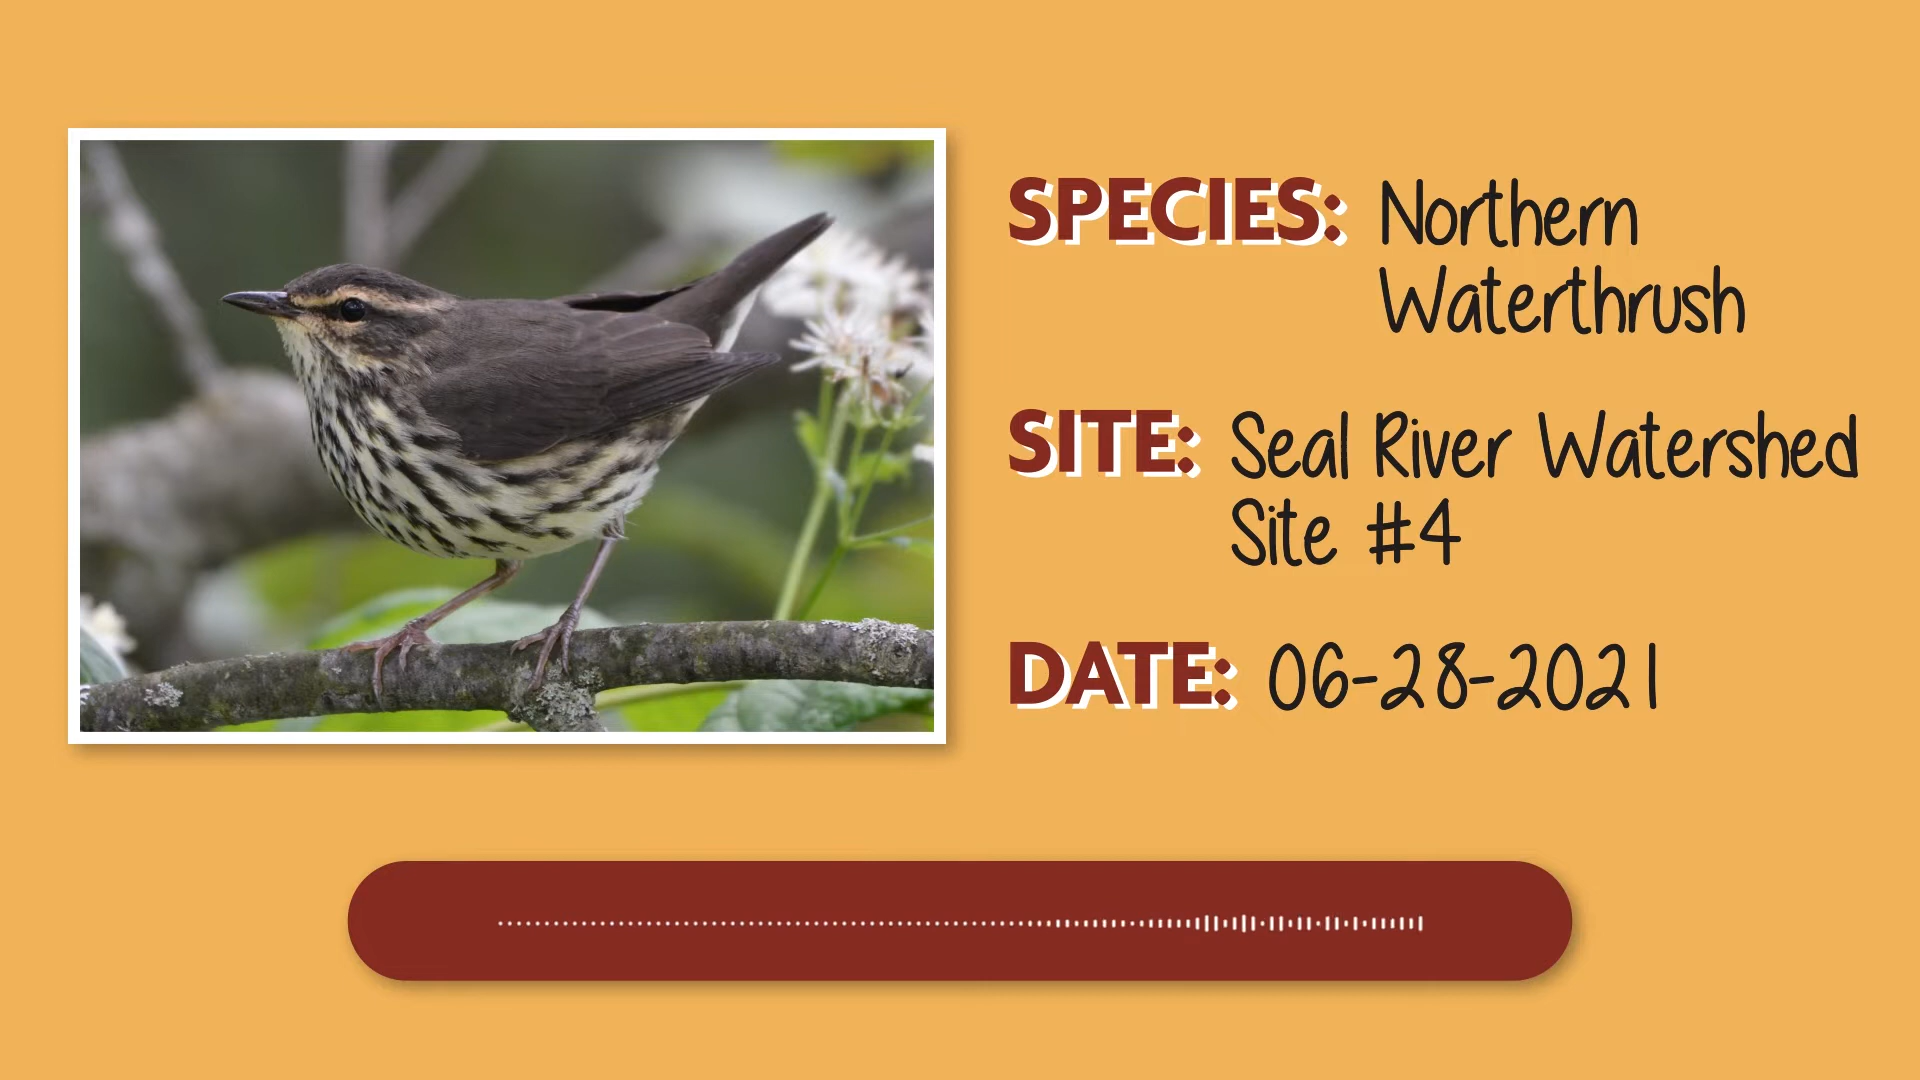 SPECIES: Northern
Waterthrush
SITE: Seal River Watershed
Site #4
DATE: 06-28-2021